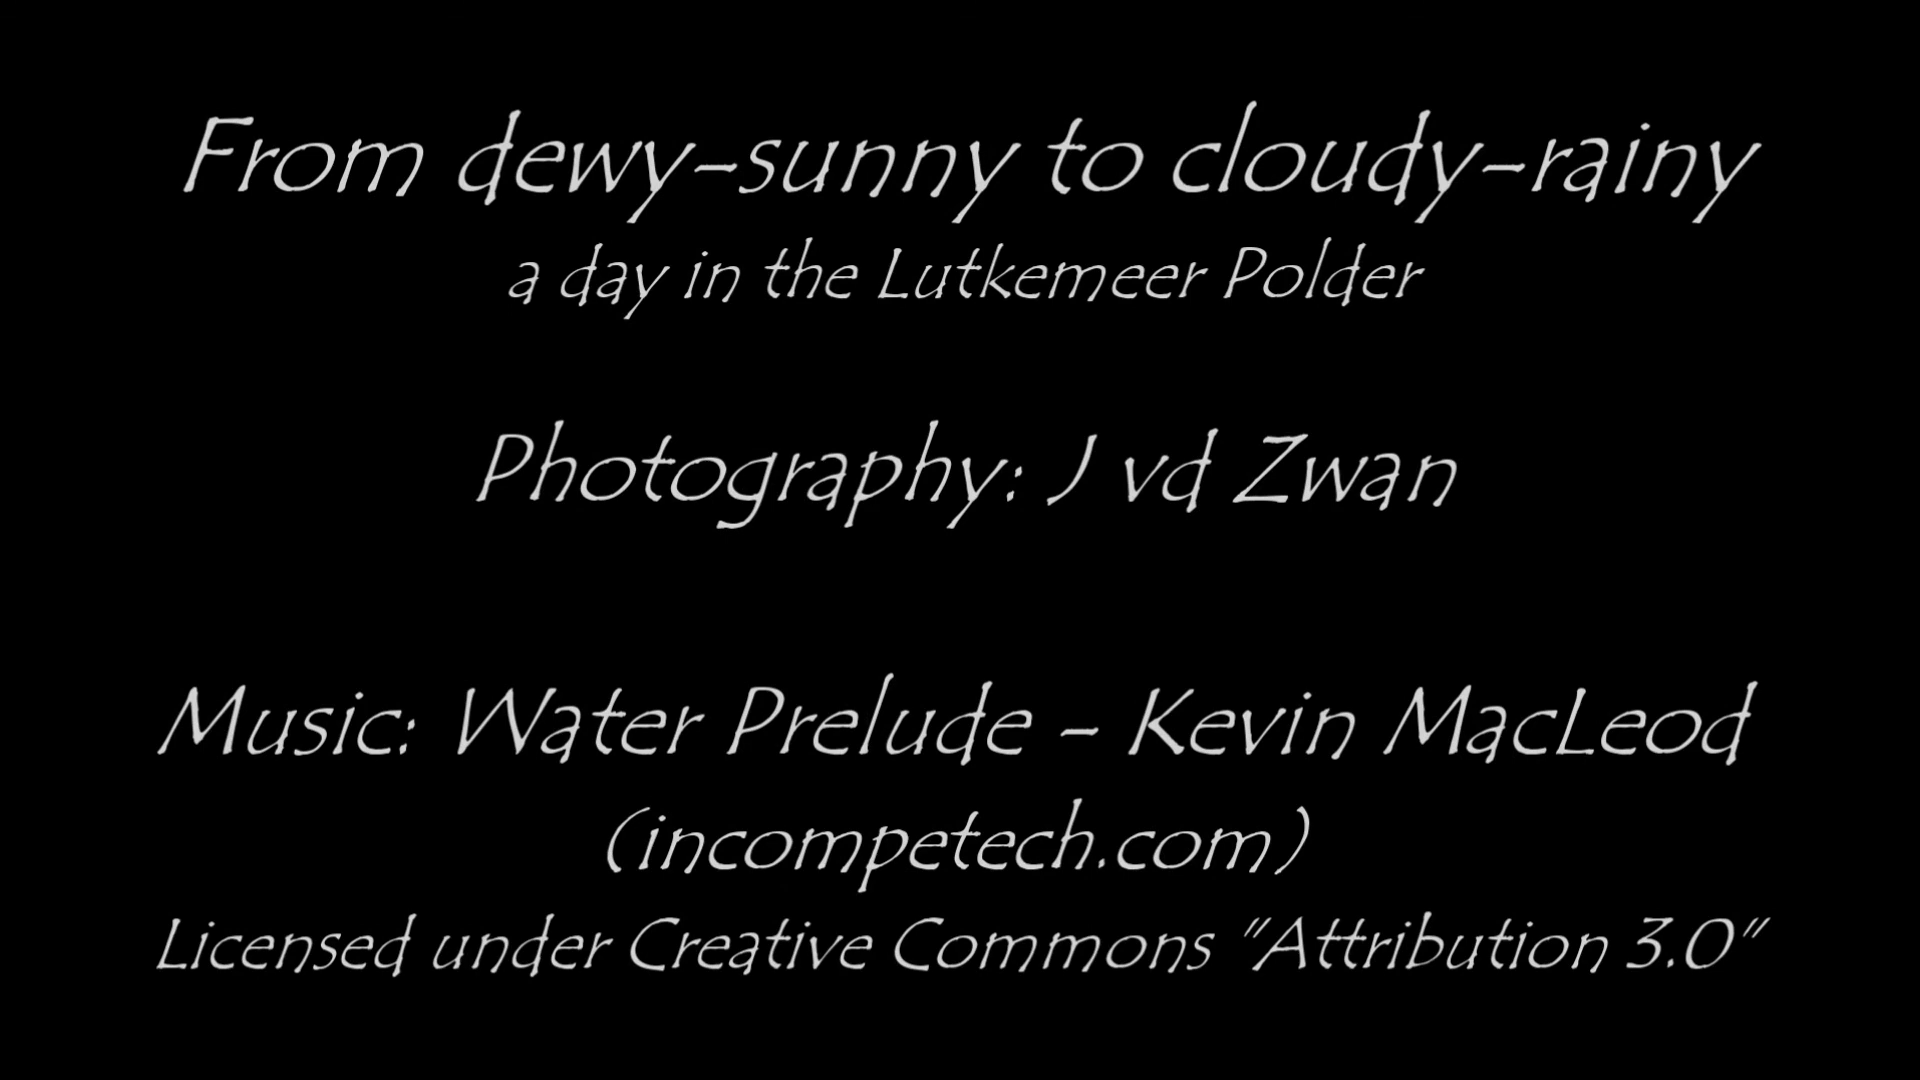 From dewy-sunny to cloudy-rainy
a day in the Lutkemeer Polder
Photography: J vd Zwan
Music: Water Prelude - Kevin MacLeod
(incompetech.com)
Licensed under Creative Commons "Attribution 3.0"